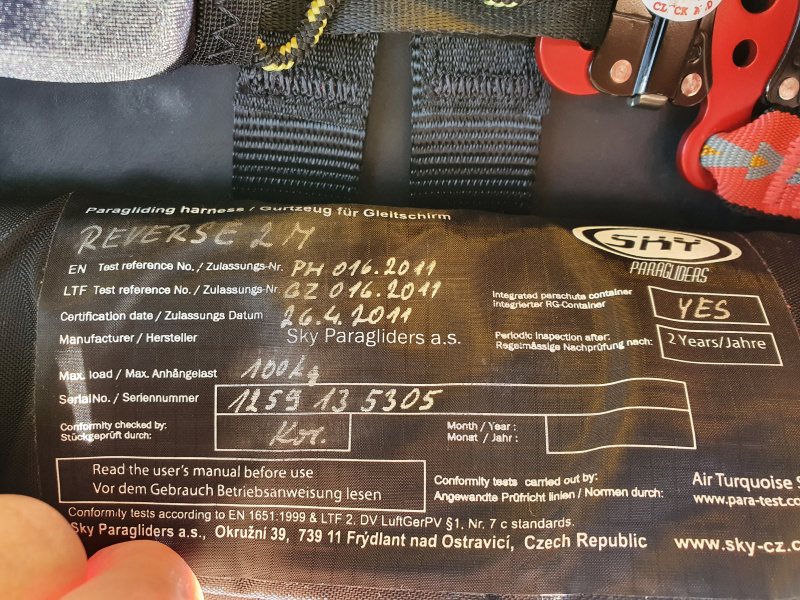 CLICK
Paragliding harness / Gurtzeug für Gleitschirm
REVERSE 2 M
SKY
PARAGLIDERS
EN Test reference No. / Zulassungs-Nr. PH 016.2011
LTF Test reference No. / Zulassungs-Nr. GZ 016.2011
Certification date / Zulassungs Datum 26.4.2011
Integrated parachute container
Integrierter RG-Container
YES
Manufacturer / Hersteller Sky Paragliders a.s.
Periodic inspection after:
Regelmässige Nachprüfung nach:
2 Years/Jahre
Max. load / Max. Anhängelast 100kg
Serial No. / Seriennummer 1259 13 5305
Conformity checked by:
Stückgeprüft durch:
Kor.
Month / Year :
Monat / Jahr :
Read the user's manual before use
Vor dem Gebrauch Betriebsanweisung lesen
Conformity tests carried out by:
Angewandte Prüfricht linien / Normen durch:
Air Turquoise S
www.para-test.co
Conformity tests according to EN 1651:1999 & LTF 2. DV LuftGerPV §1, Nr. 7 c standards.
Sky Paragliders a.s., Okružní 39, 739 11 Frýdlant nad Ostravicí, Czech Republic www.sky-cz.c